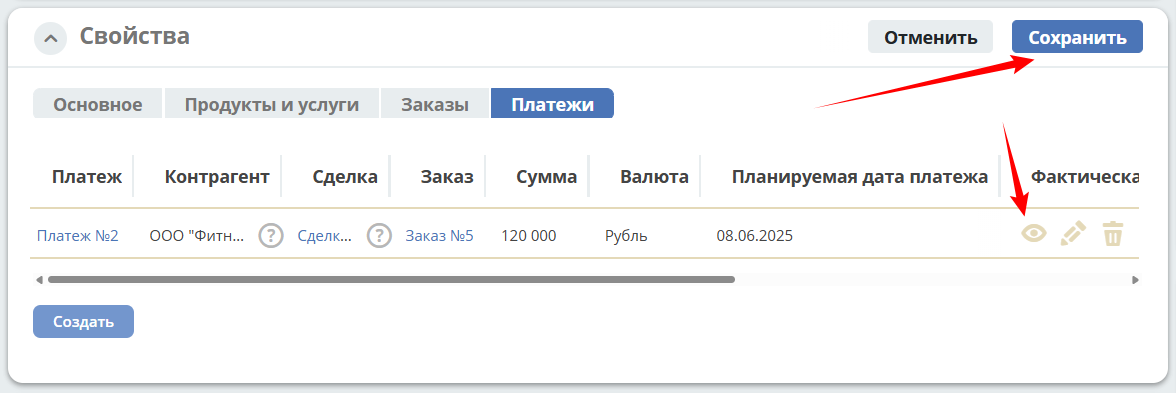 Свойства
Отменить
Сохранить
Основное
Продукты и услуги
Заказы
Платежи
Платеж Контрагент Сделка Заказ Сумма Валюта Планируемая дата платежа Фактическа
Платеж №2 ООО "Фитн... ? Сделк... ? Заказ №5 120 000 Рубль 08.06.2025
Создать